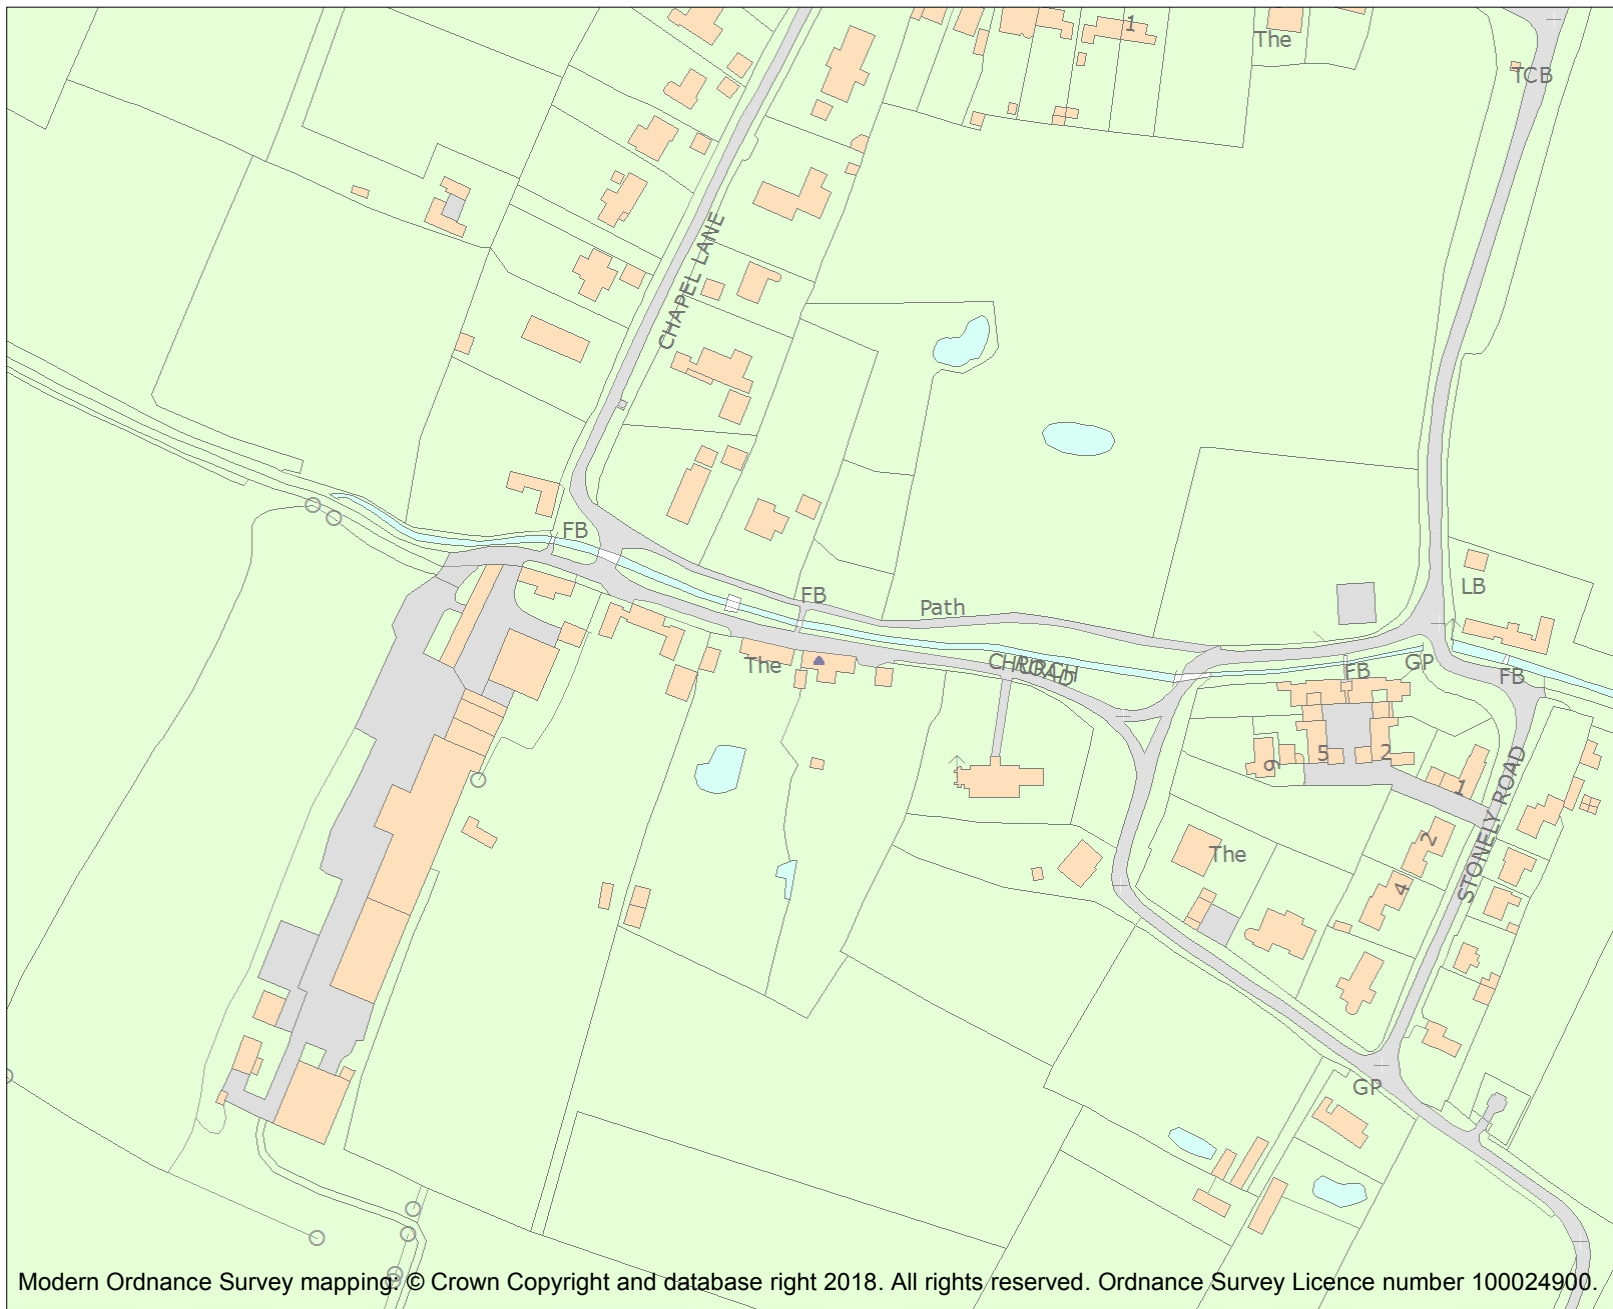 1
The
TCB
CHAPEL LANE
FB
FB
Path
LB
The
CHURCH
ROAD
FB
GP
FB
9
5
2
1
2
The
4
STONELY ROAD
GP
Modern Ordnance Survey mapping: © Crown Copyright and database right 2018. All rights reserved. Ordnance Survey Licence number 100024900.